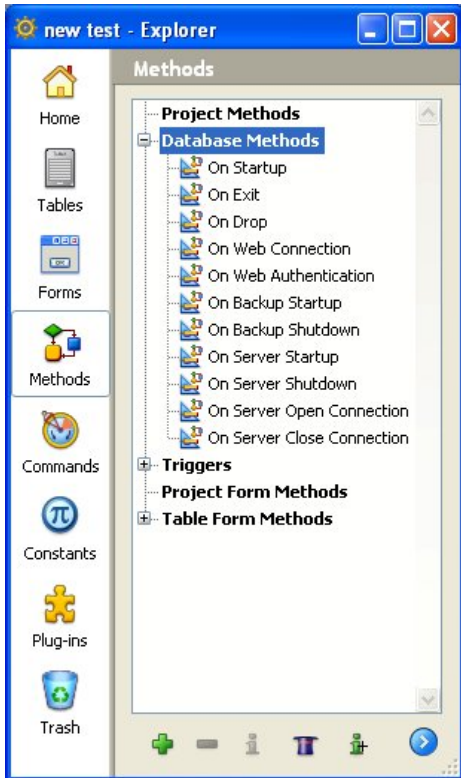 new test - Explorer
Methods
Home
Tables
Forms
Methods
Commands
Constants
Plug-ins
Trash
Project Methods
Database Methods
On Startup
On Exit
On Drop
On Web Connection
On Web Authentication
On Backup Startup
On Backup Shutdown
On Server Startup
On Server Shutdown
On Server Open Connection
On Server Close Connection
Triggers
Project Form Methods
Table Form Methods